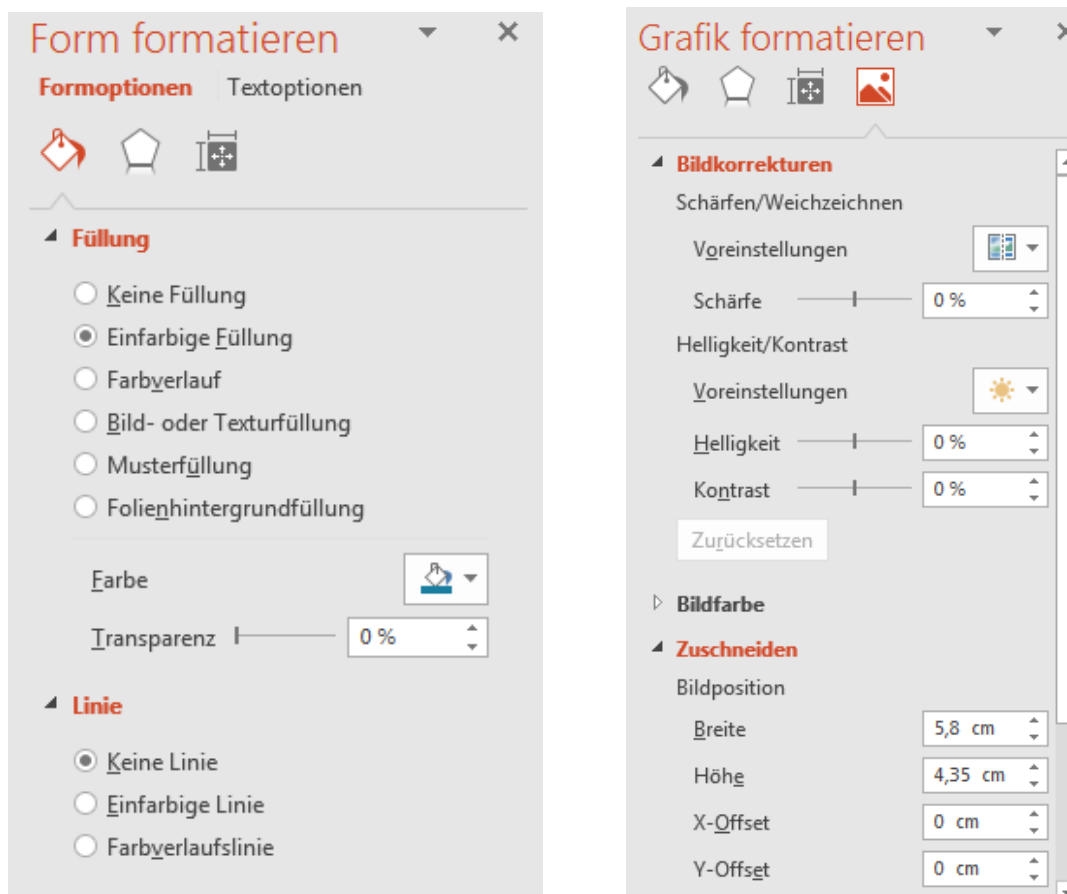 Form formatieren
Formoptionen Textoptionen
Füllung
Keine Füllung
Einfarbige Füllung
Farbverlauf
Bild- oder Texturfüllung
Musterfüllung
Folienhintergrundfüllung
Farbe
Transparenz 0 %
Linie
Keine Linie
Einfarbige Linie
Farbverlaufslinie
Grafik formatieren
Bildkorrekturen
Schärfen/Weichzeichnen
Voreinstellungen
Schärfe 0 %
Helligkeit/Kontrast
Voreinstellungen
Helligkeit 0 %
Kontrast 0 %
Zurücksetzen
Bildfarbe
Zuschneiden
Bildposition
Breite 5,8 cm
Höhe 4,35 cm
X-Offset 0 cm
Y-Offset 0 cm